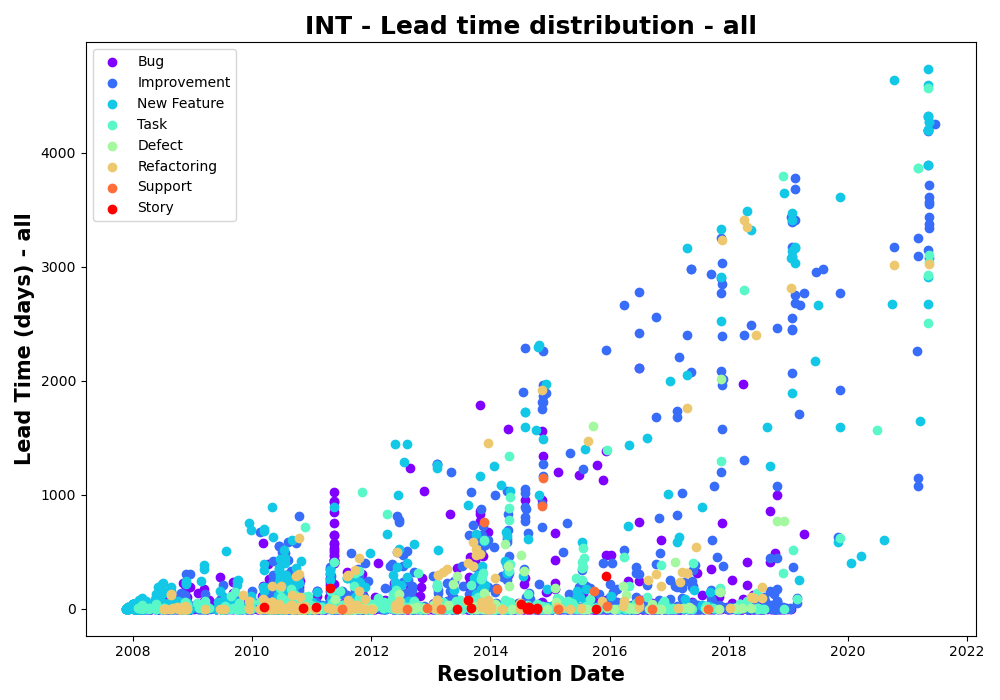 INT - Lead time distribution - all
Bug
Improvement
New Feature
Task
Defect
Refactoring
Support
Story
Lead Time (days) - all
4000
3000
2000
1000
0
2008 2010 2012 2014 2016 2018 2020 2022
Resolution Date